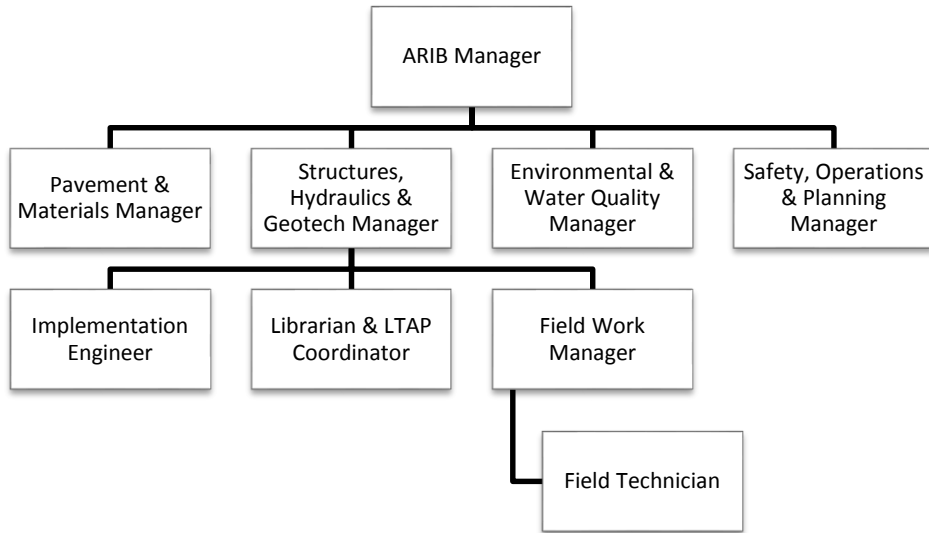 ARIB Manager
Pavement &
Materials Manager
Structures,
Hydraulics &
Geotech Manager
Environmental &
Water Quality
Manager
Safety, Operations
& Planning
Manager
Implementation
Engineer
Librarian & LTAP
Coordinator
Field Work
Manager
Field Technician